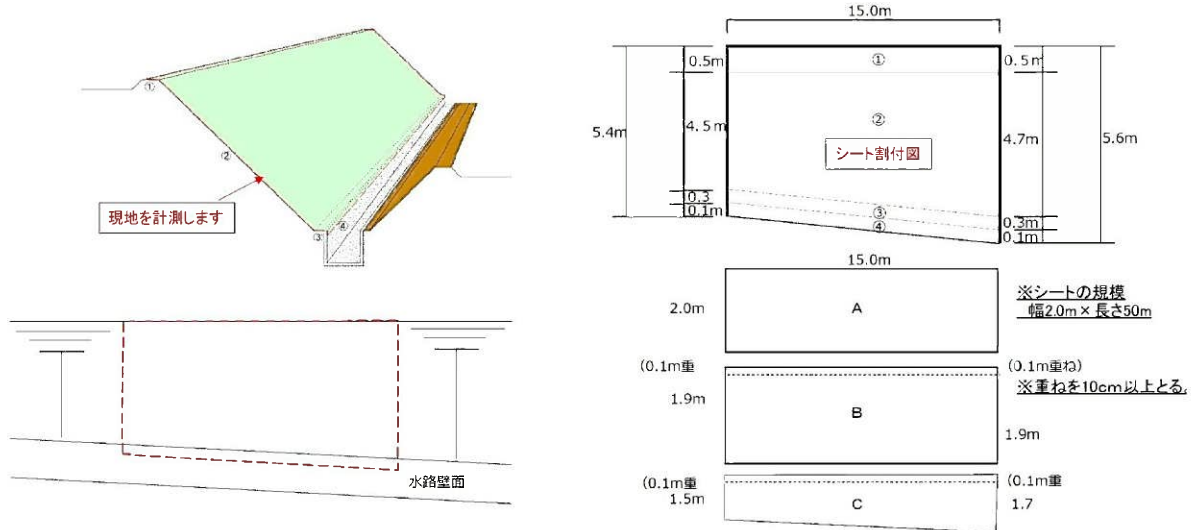 ①
②
現地を計測します
③
④
水路壁面
15.0m
0.5m
①
0.5m
5.4m
4.5m
②
シート割付図
4.7m
5.6m
0.3
0.1m
③
④
0.3m
0.1m
15.0m
2.0m
A
※シートの規模
幅2.0m×長さ50m
(0.1m重
(0.1m重ね)
※重ねを10cm以上とる。
1.9m
B
1.9m
(0.1m重
(0.1m重
1.5m
C
1.7